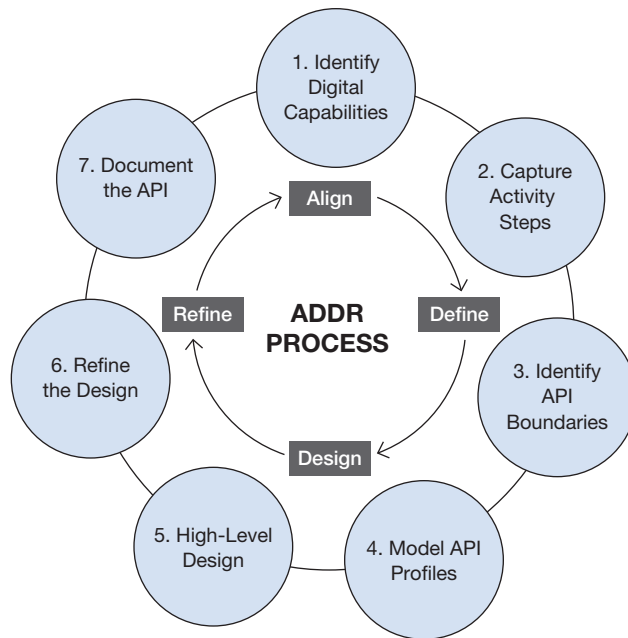 1. Identify
Digital
Capabilities
2. Capture
Activity
Steps
3. Identify
API
Boundaries
4. Model API
Profiles
5. High-Level
Design
6. Refine
the Design
7. Document
the API
Align
Define
Design
Refine
ADDR
PROCESS